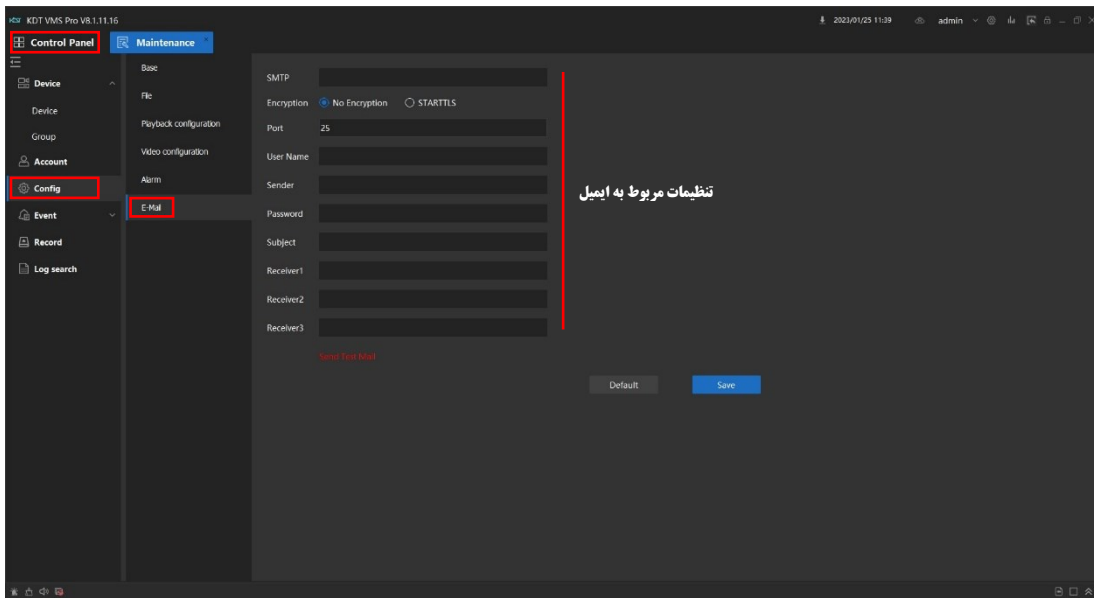 KDT VMS Pro V8.1.11.16
2023/01/25 11:39
admin
Control Panel
Maintenance
Device
Device
Group
Account
Config
Event
Record
Log search
Base
File
Playback configuration
Video configuration
Alarm
E-Mail
SMTP
Encryption No Encryption STARTTLS
Port 25
User Name
Sender
Password
Subject
Receiver1
Receiver2
Receiver3
Send Test Mail
تنظیمات مربوط به ایمیل
Default Save